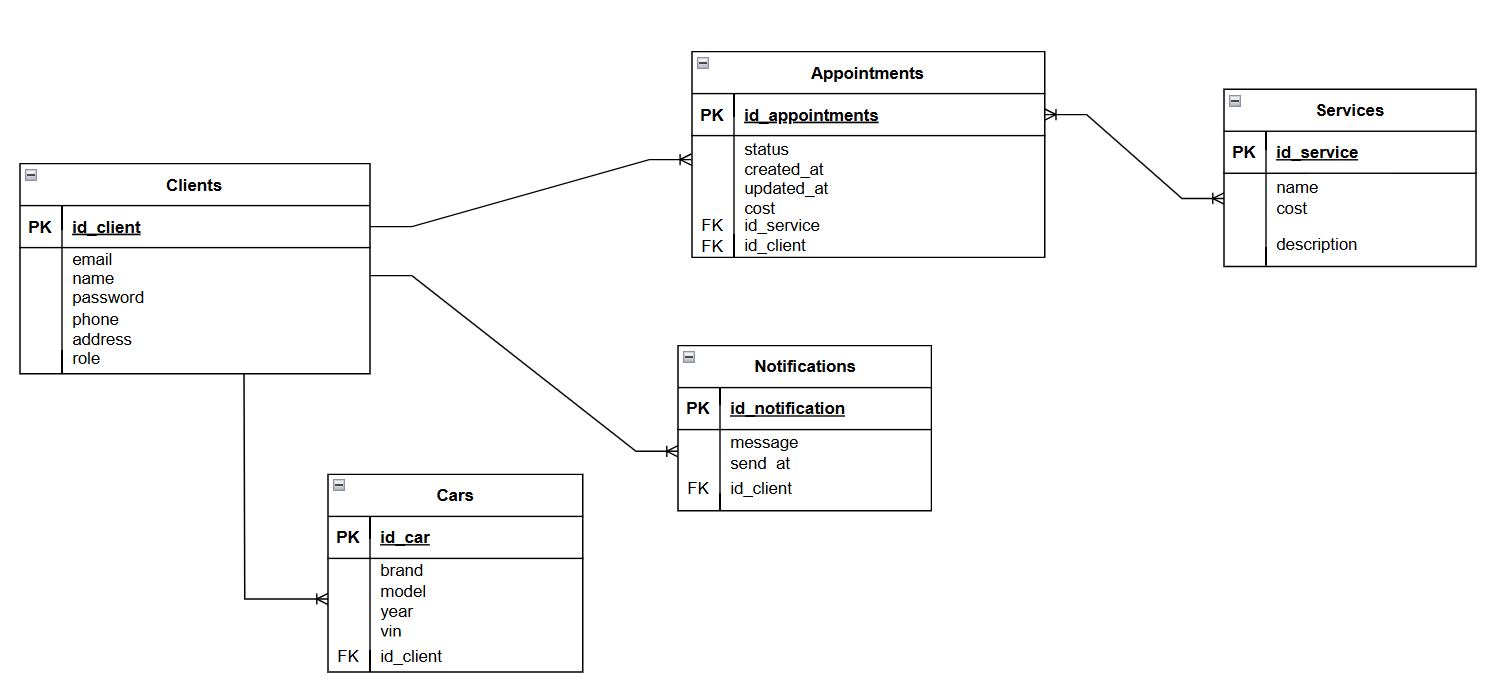 Appointments
PK id_appointments
status
created_at
updated_at
cost
FK id_service
FK id_client
Services
PK id_service
name
cost
description
Clients
PK id_client
email
name
password
phone
address
role
Notifications
PK id_notification
message
send_at
FK id_client
Cars
PK id_car
brand
model
year
vin
FK id_client